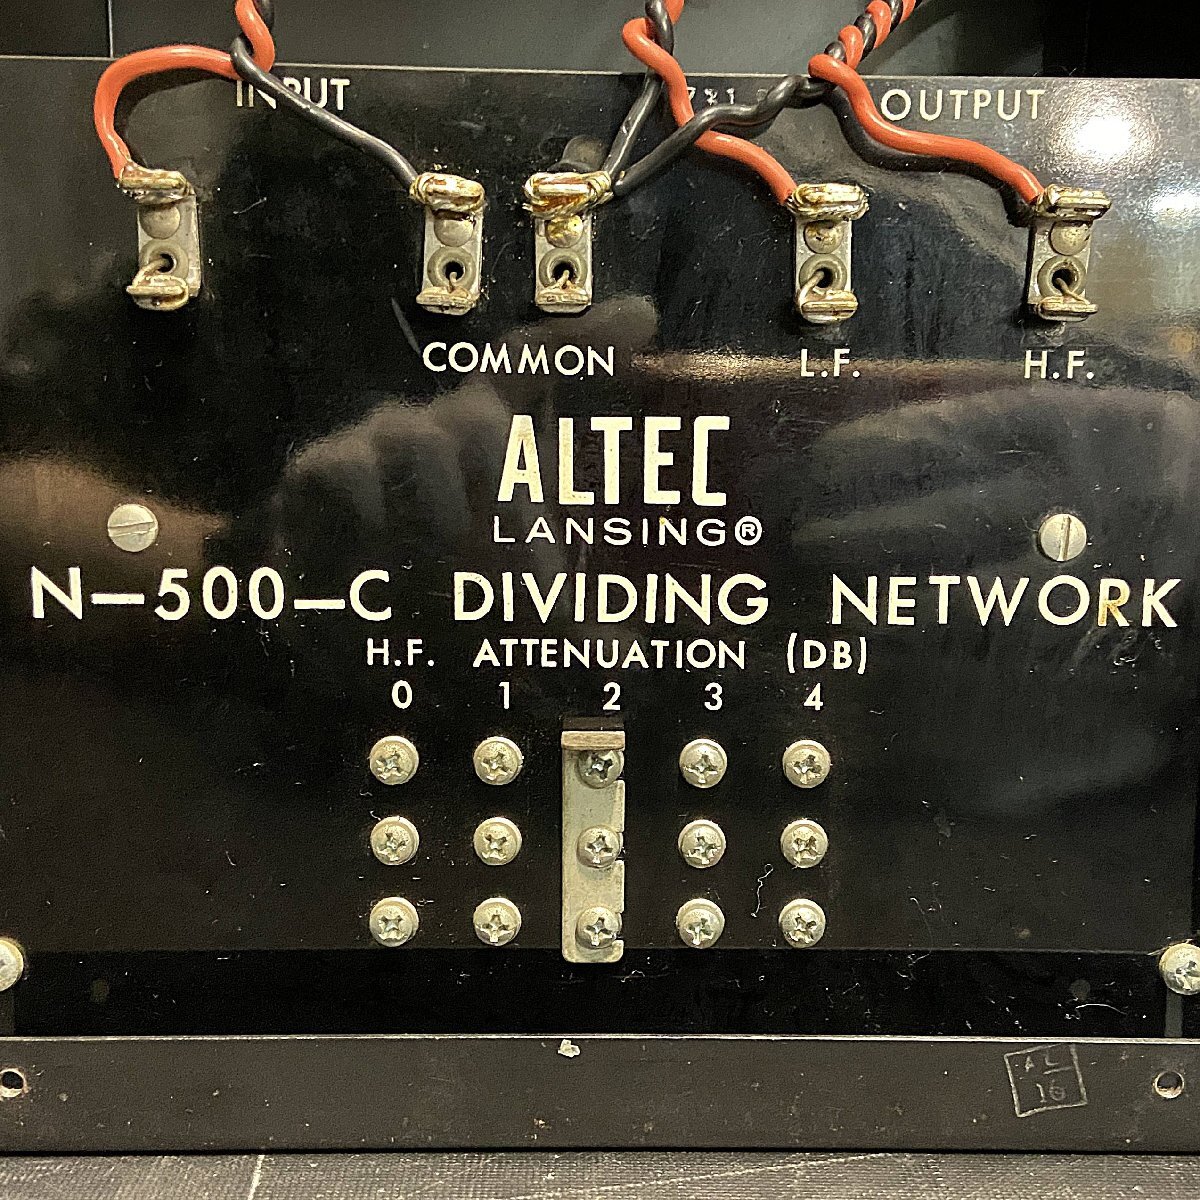 INPUT
OUTPUT
COMMON L.F. H.F.
ALTEC
LANSING®
N-500-C DIVIDING NETWORK
H.F. ATTENUATION (DB)
0 1 2 3 4
AL
16